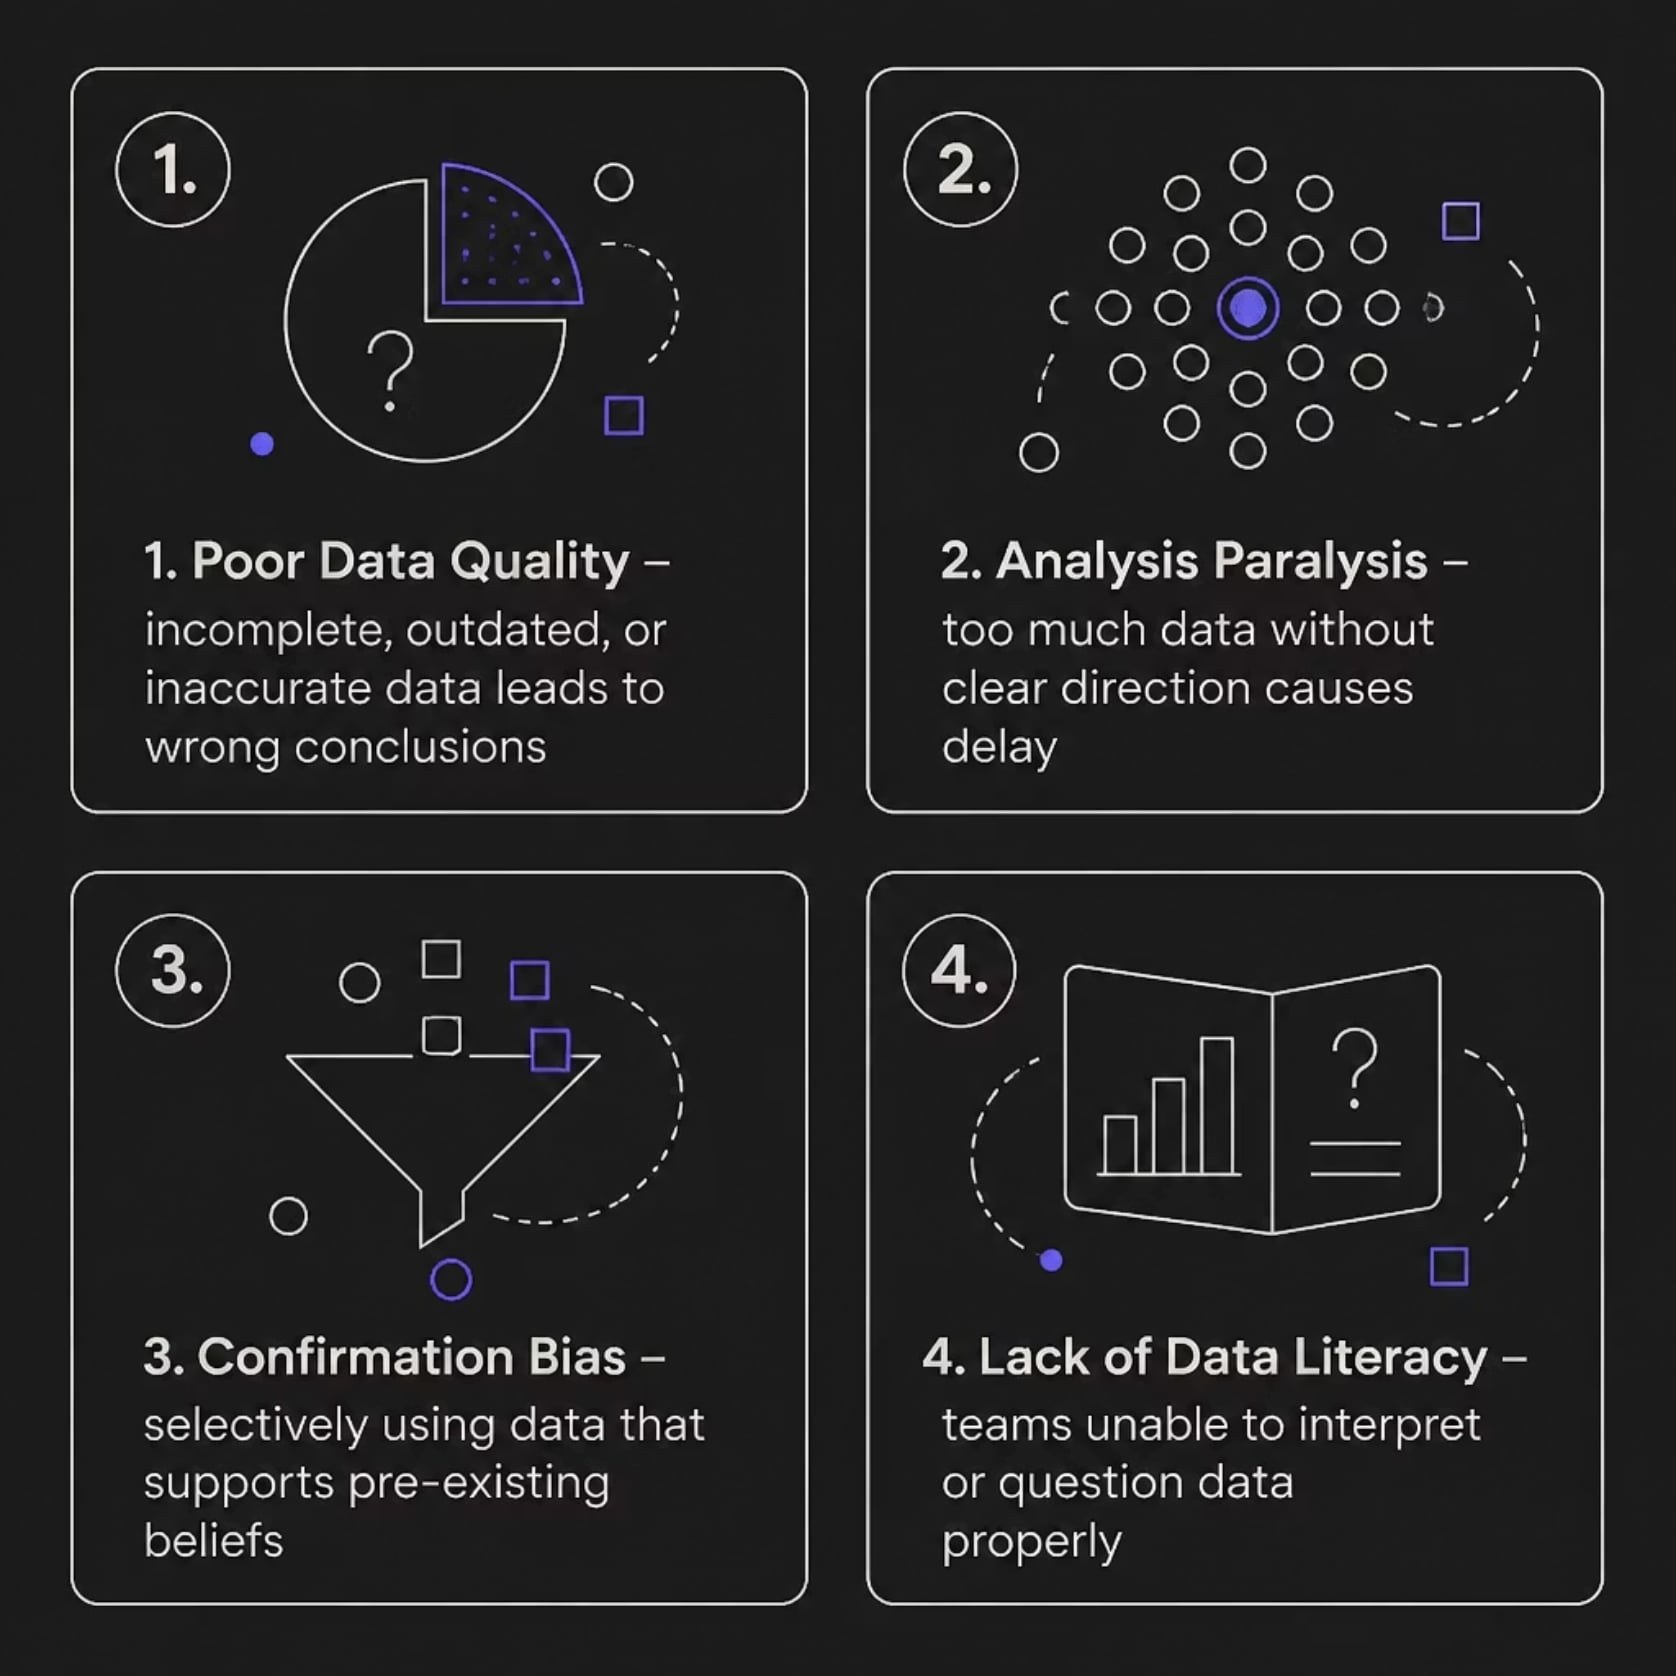 1.
?
1. Poor Data Quality –
incomplete, outdated, or
inaccurate data leads to
wrong conclusions
2.
2. Analysis Paralysis –
too much data without
clear direction causes
delay
3.
3. Confirmation Bias –
selectively using data that
supports pre-existing
beliefs
4.
?
4. Lack of Data Literacy –
teams unable to interpret
or question data
properly